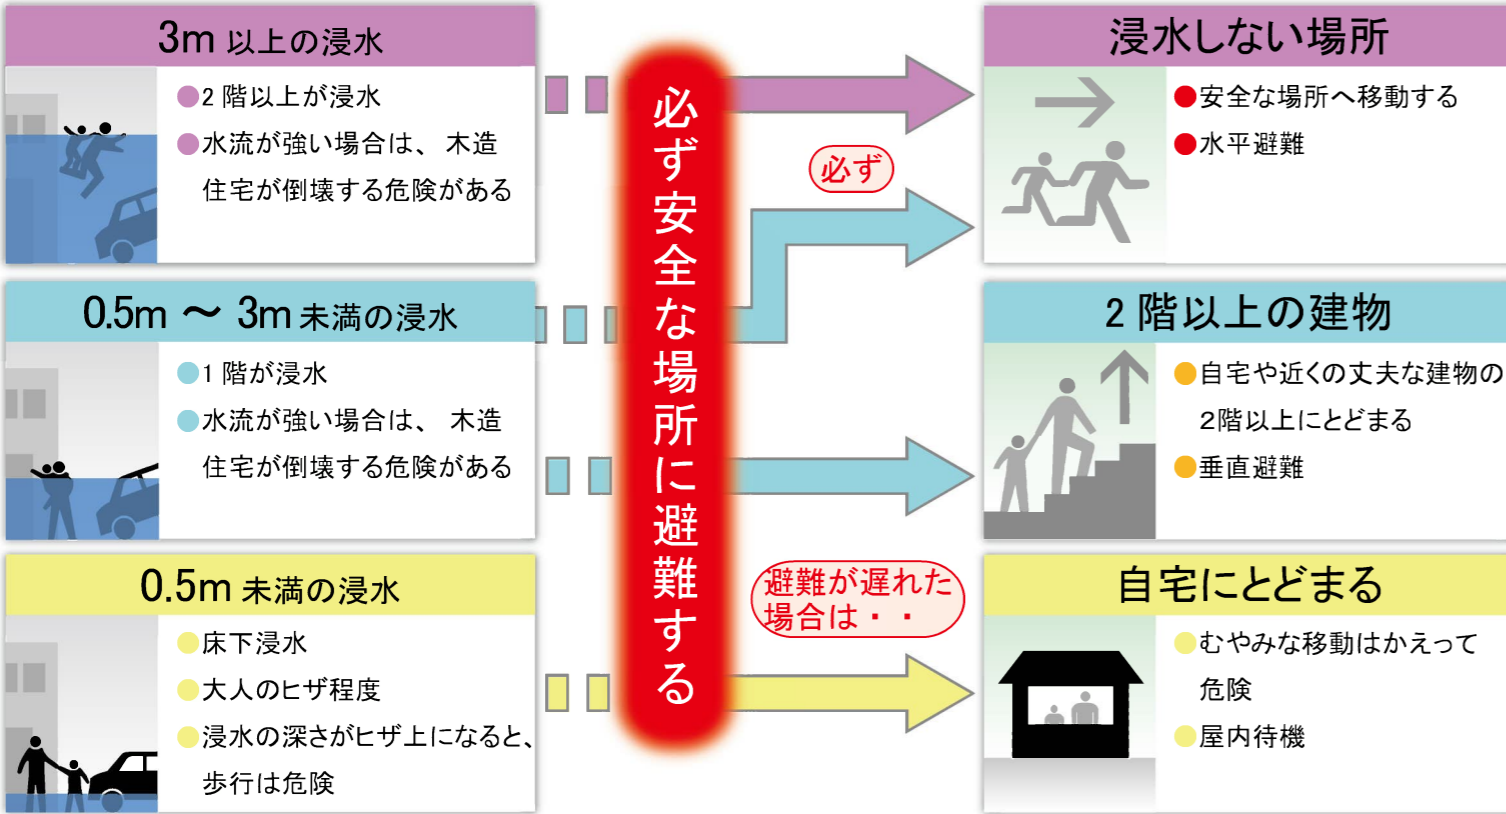 3m 以上の浸水
●2 階以上が浸水
●水流が強い場合は、 木造
住宅が倒壊する危険がある
0.5m ～ 3m 未満の浸水
●1 階が浸水
●水流が強い場合は、 木造
住宅が倒壊する危険がある
0.5m 未満の浸水
●床下浸水
●大人のヒザ程度
●浸水の深さがヒザ上になると、
歩行は危険
必ず安全な場所に避難する
必ず
避難が遅れた
場合は・・
浸水しない場所
●安全な場所へ移動する
●水平避難
2 階以上の建物
●自宅や近くの丈夫な建物の
２階以上にとどまる
●垂直避難
自宅にとどまる
●むやみな移動はかえって
危険
●屋内待機